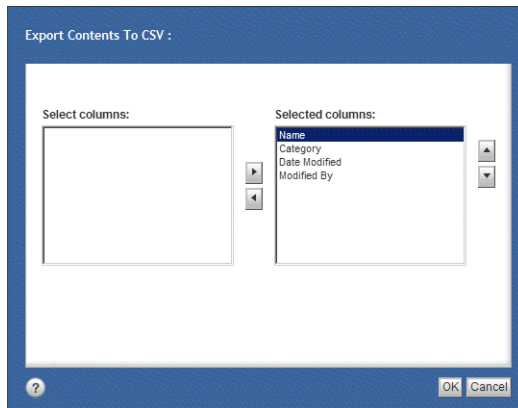 Export Contents To CSV :
Select columns:
Selected columns:
Name
Category
Date Modified
Modified By
?
OK Cancel